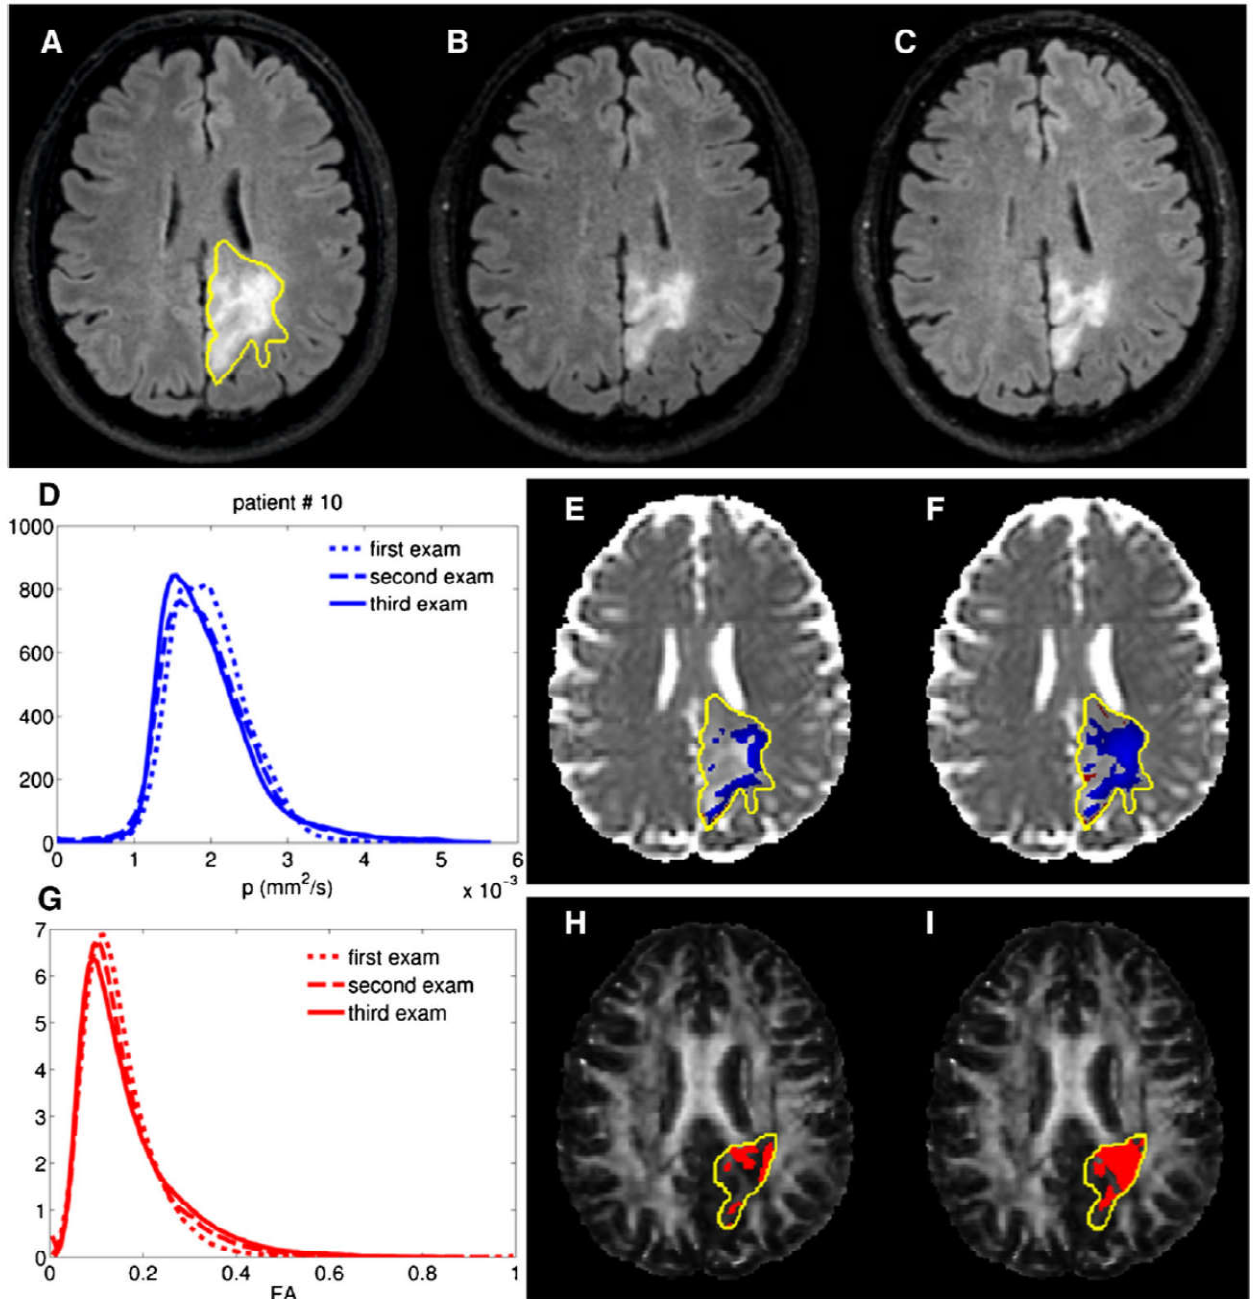 A B C
D
patient # 10
1000
800
600
400
200
0
first exam
second exam
third exam
0 1 2 3 4 5 6
p (mm²/s) x 10⁻³
E F
G
7
6
5
4
3
2
1
0
first exam
second exam
third exam
0 0.2 0.4 0.6 0.8 1
FA
H I